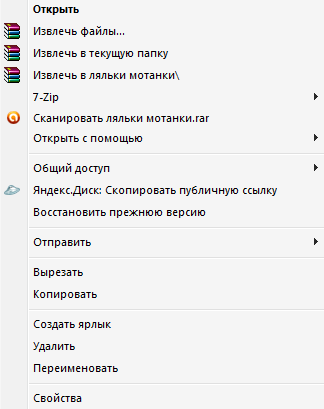 Открыть
Извлечь файлы...
Извлечь в текущую папку
Извлечь в ляльки мотанки\
7-Zip
Сканировать ляльки мотанки.rar
Открыть с помощью
Общий доступ
Яндекс.Диск: Скопировать публичную ссылку
Восстановить прежнюю версию
Отправить
Вырезать
Копировать
Создать ярлык
Удалить
Переименовать
Свойства